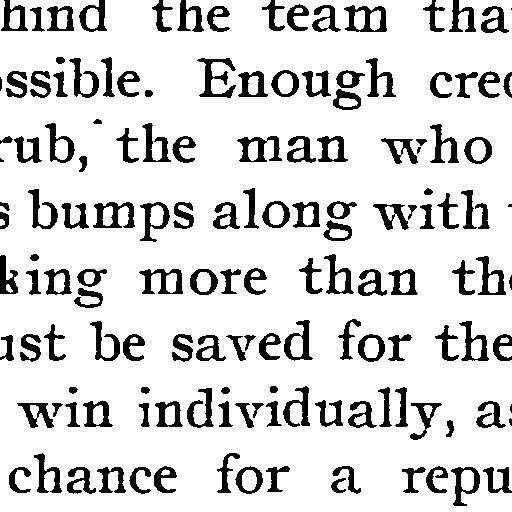 hind the team tha
ossible. Enough cre
rub, the man who
s bumps along with
king more than th
ust be saved for the
win individually, as
chance for a repu